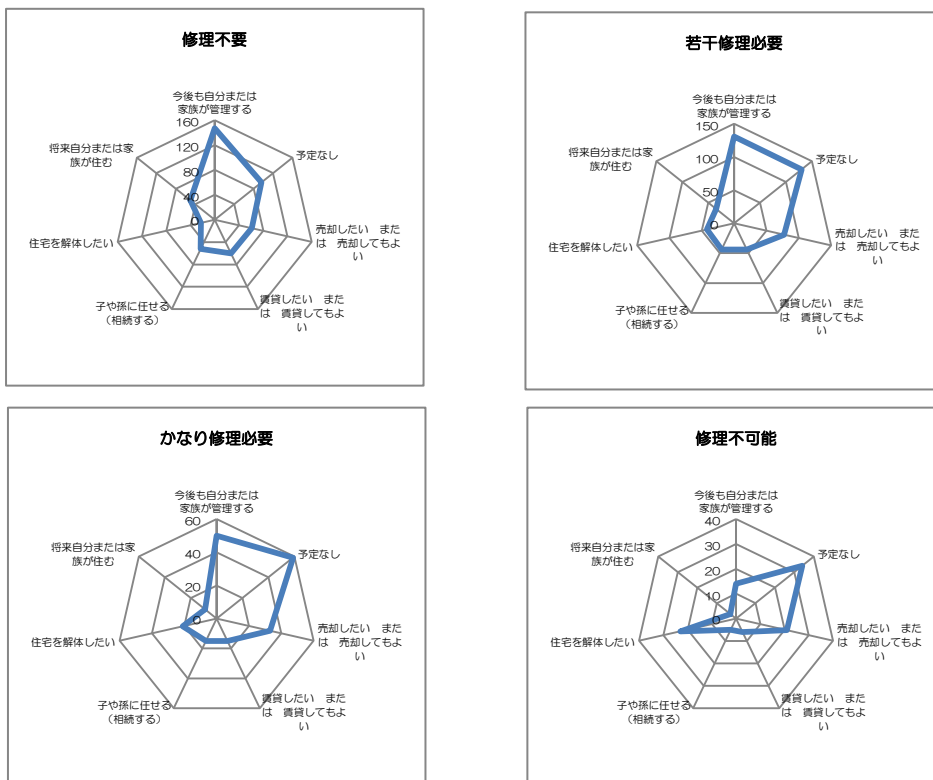 修理不要
今後も自分または
家族が管理する
160
120
80
40
0
予定なし
売却したい　また
は　売却してもよ
い
賃貸したい　また
は　賃貸してもよ
い
子や孫に任せる
（相続する）
住宅を解体したい
将来自分または家
族が住む
若干修理必要
今後も自分または
家族が管理する
150
100
50
0
予定なし
売却したい　また
は　売却してもよ
い
賃貸したい　また
は　賃貸してもよ
い
子や孫に任せる
（相続する）
住宅を解体したい
将来自分または家
族が住む
かなり修理必要
今後も自分または
家族が管理する
60
40
20
0
予定なし
売却したい　また
は　売却してもよ
い
賃貸したい　また
は　賃貸してもよ
い
子や孫に任せる
（相続する）
住宅を解体したい
将来自分または家
族が住む
修理不可能
今後も自分または
家族が管理する
40
30
20
10
0
予定なし
売却したい　また
は　売却してもよ
い
賃貸したい　また
は　賃貸してもよ
い
子や孫に任せる
（相続する）
住宅を解体したい
将来自分または家
族が住む